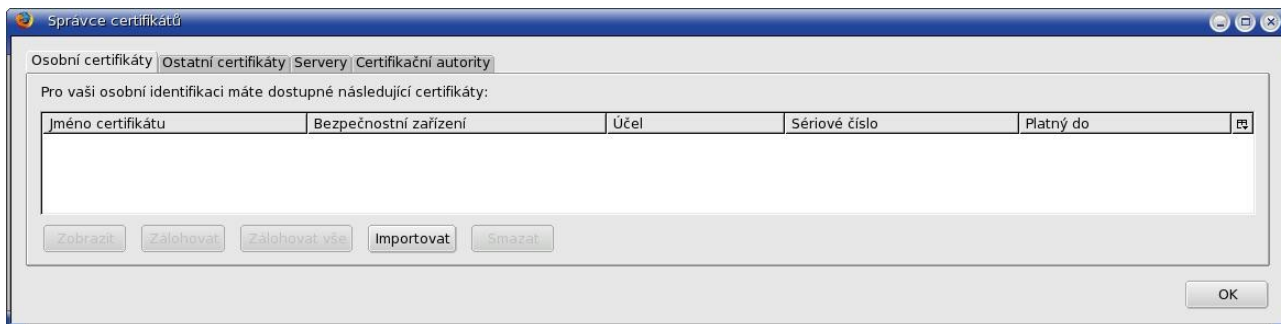 Správce certifikátů
Osobní certifikáty Ostatní certifikáty Servery Certifikační autority
Pro vaši osobní identifikaci máte dostupné následující certifikáty:
Jméno certifikátu Bezpečnostní zařízení Účel Sériové číslo Platný do
Zobrazit Zálohovat Zálohovat vše Importovat Smazat
OK